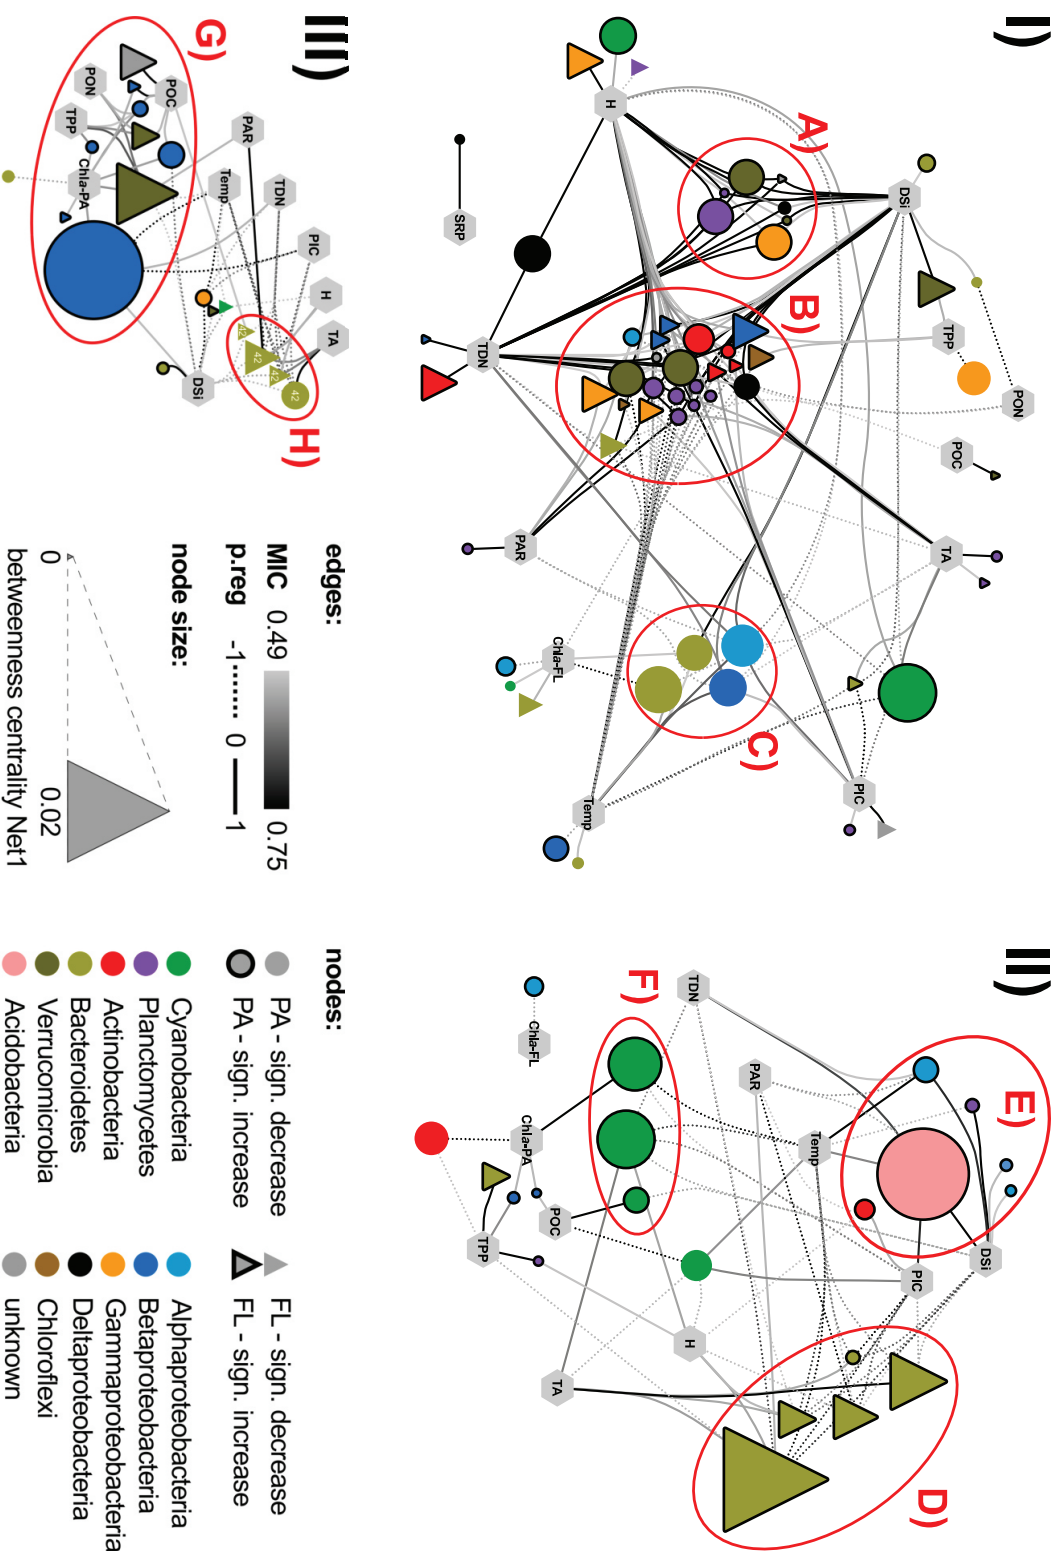 I)
A)
B)
C)
H
DSi
SRP
TDN
TPP
PON
POC
TA
PAR
Chla-FL
PIC
Temp
II)
E)
F)
D)
TDN
PAR
Chla-FL
Temp
Chla-PA
POC
TPP
DSi
PIC
H
TA
III)
G)
H)
PON
POC
TPP
Chla-PA
PAR
Temp
TDN
PIC
H
TA
DSi
42
42
42
42
edges:
MIC 0.49 0.75
p.reg -1 0 1
node size:
0 0.02
betweenness centrality Net1
nodes:
PA - sign. decrease
PA - sign. increase
FL - sign. decrease
FL - sign. increase
Cyanobacteria
Planctomycetes
Actinobacteria
Bacteroidetes
Verrucomicrobia
Acidobacteria
Alphaproteobacteria
Betaproteobacteria
Gammaproteobacteria
Deltaproteobacteria
Chloroflexi
unknown